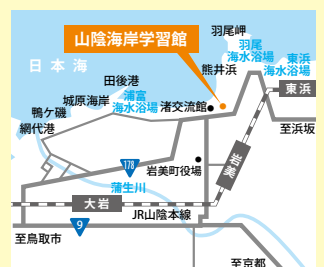 山陰海岸学習館
羽尾岬
羽尾
海水浴場
東浜
海水浴場
日本海
熊井浜
田後港
東浜
城原海岸
浦富
海水浴場
渚交流館
鴨ケ磯
網代港
至浜坂
178
岩美町役場
岩美
蒲生川
大岩
JR山陰本線
9
至鳥取市
至京都